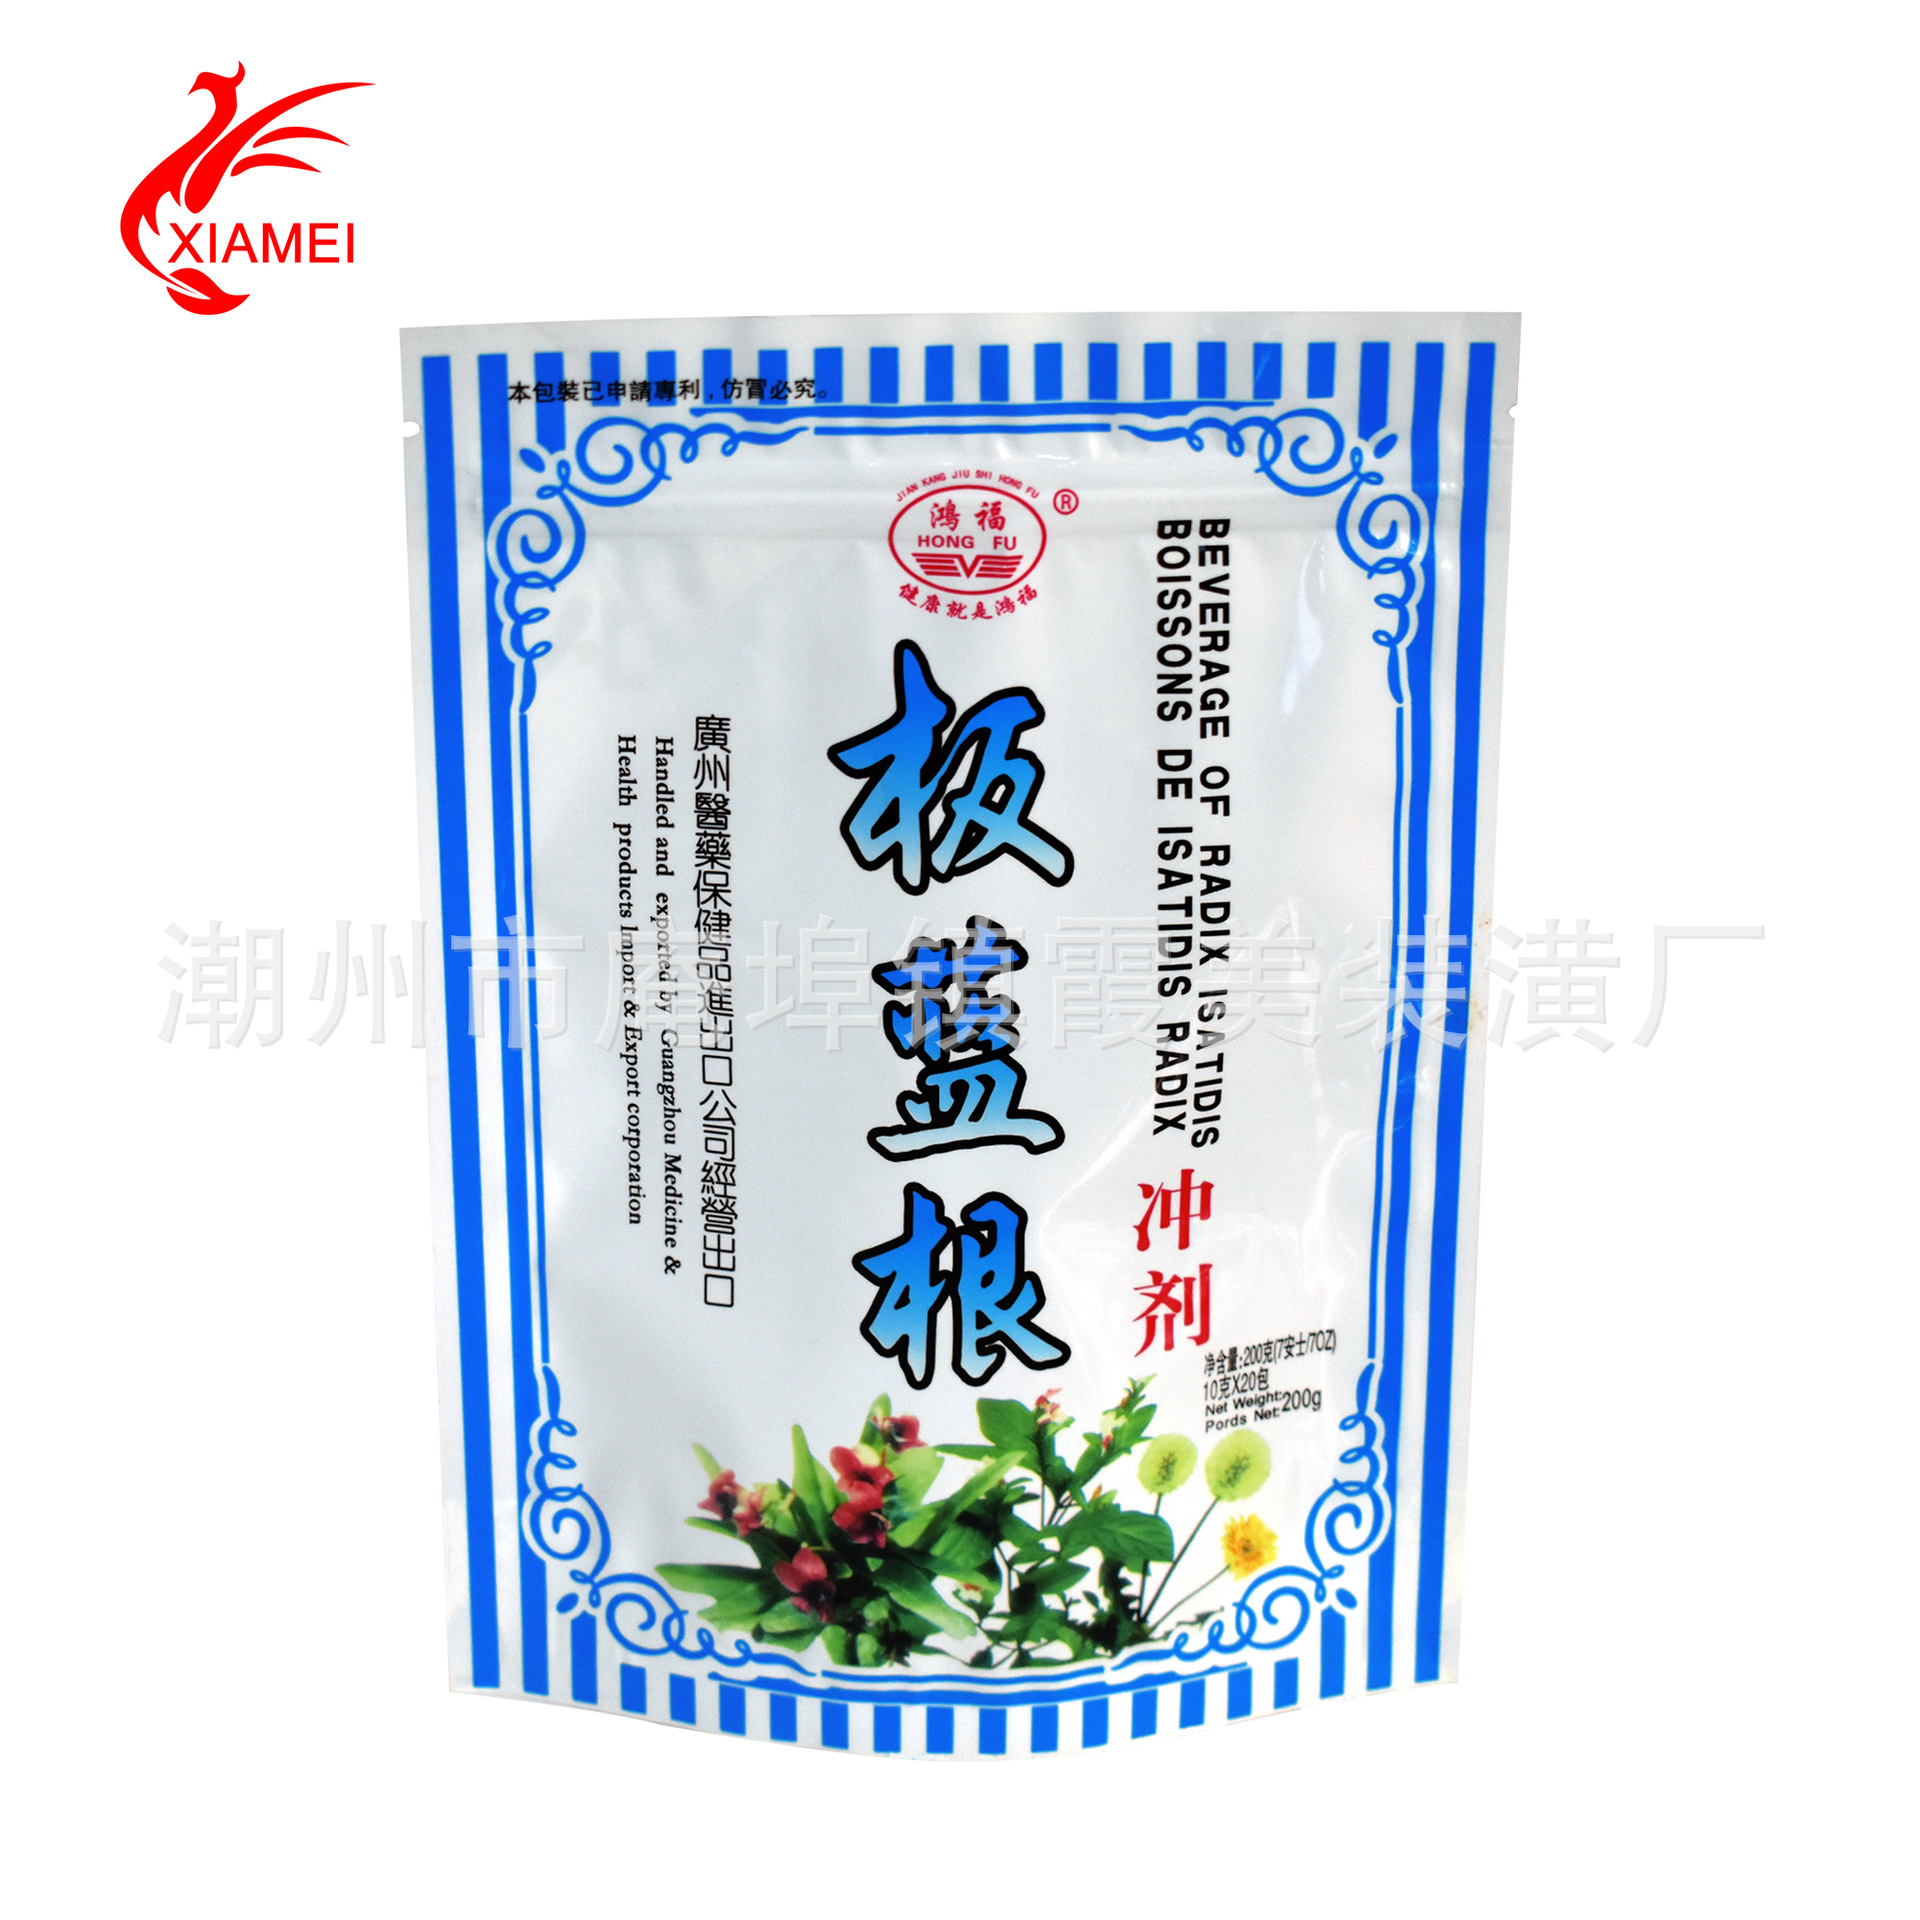 XIAMEI
本包裝已申請專利,仿冒必究。
JIAN KANG JIU SHI HONG FU
®
鴻福
HONG FU
健康就是鴻福
BEVERAGE OF RADIX ISATIDIS
BOISSONS DE ISATIDIS RADIX
冲剂
板蓝根
廣州醫藥保健品進出口公司經營出口
Handled and exported by Guangzhou Medicine &
Health products Import & Export corporation
净含量:200克(7安士/7OZ)
10克X20包
Net Weight:
Pords Net:
200g
潮州市庵埠镇霞美装潢厂